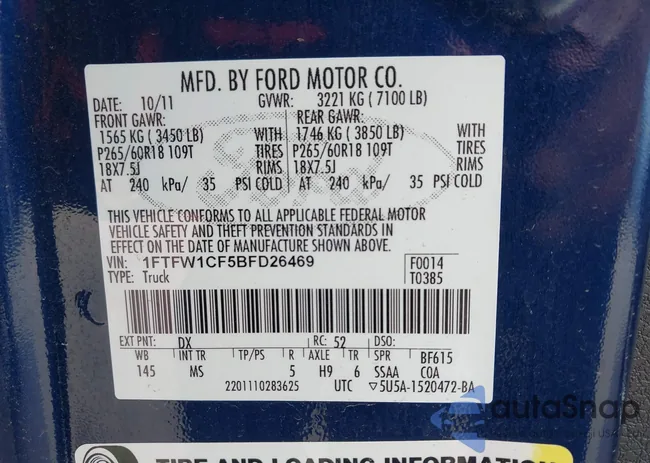 MFD. BY FORD MOTOR CO.
DATE: 10/11 GVWR: 3221 KG ( 7100 LB)
FRONT GAWR: REAR GAWR:
1565 KG ( 3450 LB) WITH 1746 KG ( 3850 LB) WITH
P265/60R18 109T TIRES P265/60R18 109T TIRES
18X7.5J RIMS 18X7.5J RIMS
AT 240 kPa/ 35 PSI COLD AT 240 kPa/ 35 PSI COLD
THIS VEHICLE CONFORMS TO ALL APPLICABLE FEDERAL MOTOR
VEHICLE SAFETY AND THEFT PREVENTION STANDARDS IN
EFFECT ON THE DATE OF MANUFACTURE SHOWN ABOVE.
VIN: 1FTFW1CF5BFD26469 F0014
TYPE: Truck T0385
EXT PNT: DX RC: 52 DSO:
WB INT TR TP/PS R AXLE TR SPR BF615
145 MS 5 H9 6 SSAA COA
2201110283625 UTC ▽5U5A-1520472-BA
autoSnap
TIRE AND LOADING INFORMATION